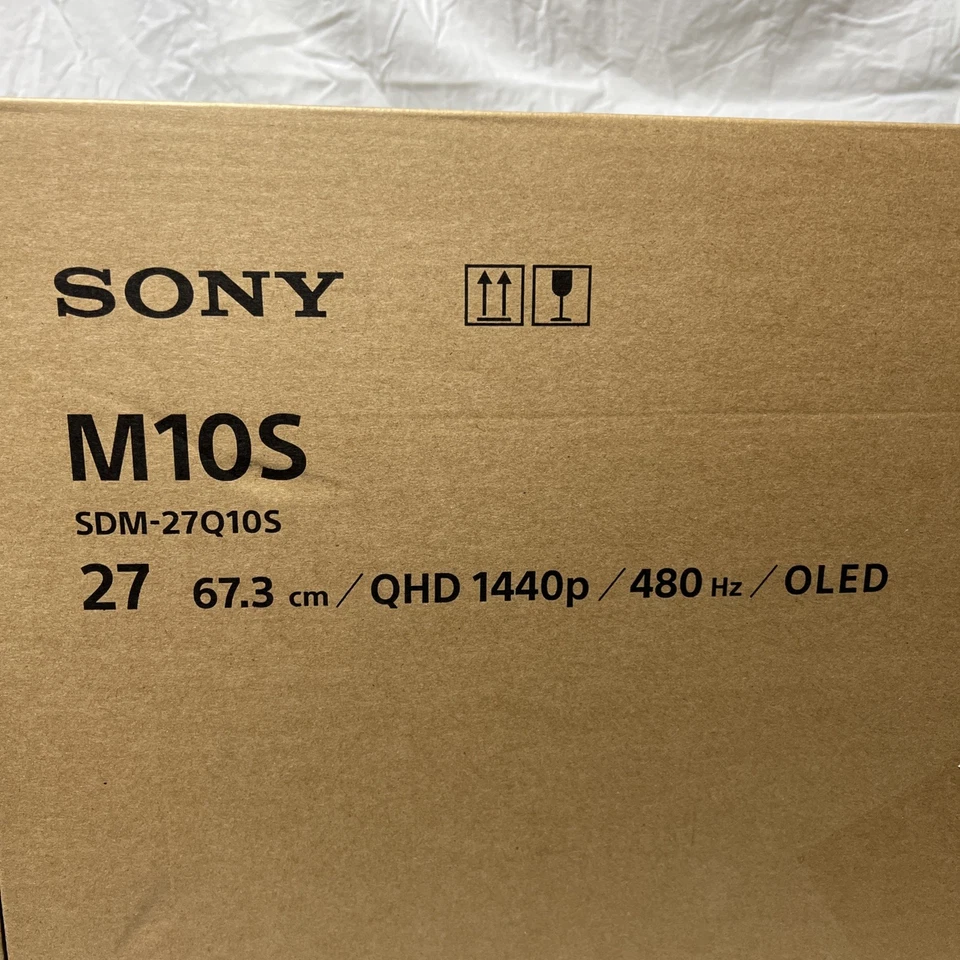 SONY
M10S
SDM-27Q10S
27 67.3 cm / QHD 1440p / 480 Hz / OLED